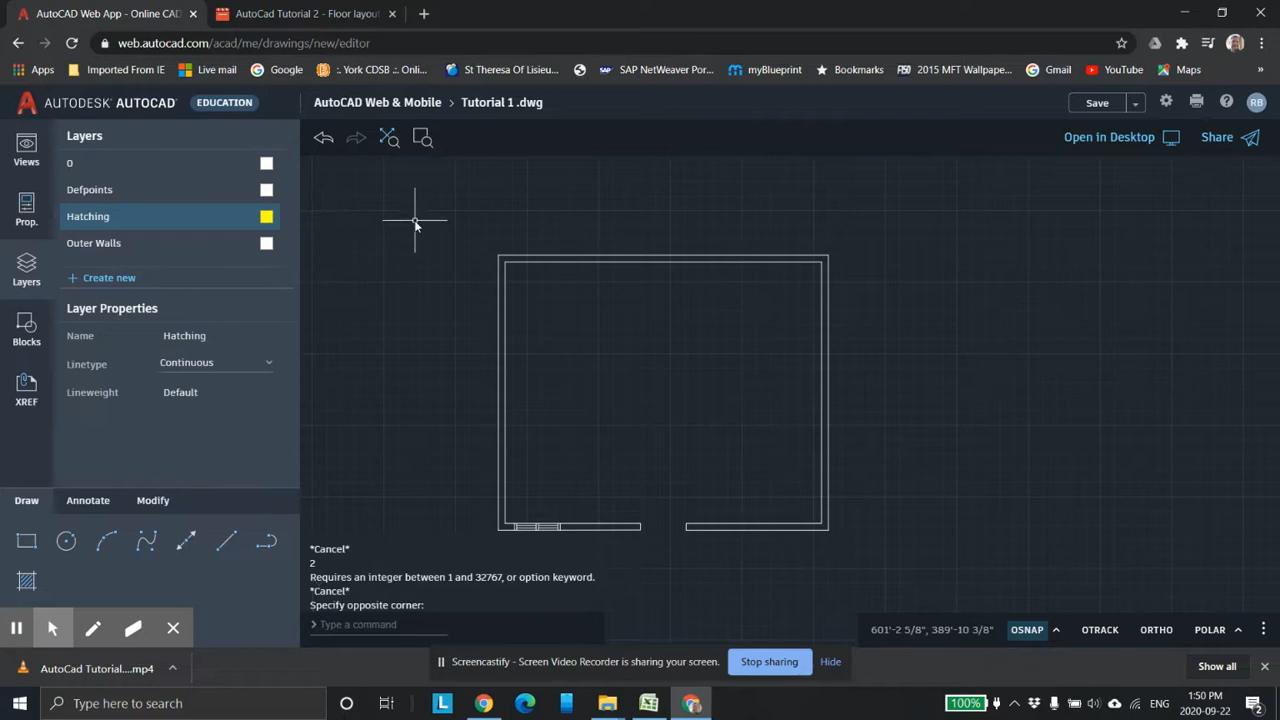 AutoCAD Web App - Online CAD
AutoCad Tutorial 2 - Floor layou
web.autocad.com/acad/me/drawings/new/editor
Apps
Imported From IE
Live mail
Google
:. York CDSB :. Onli...
St Theresa Of Lisieu...
SAP NetWeaver Por...
myBlueprint
Bookmarks
2015 MFT Wallpape...
Gmail
YouTube
Maps
AUTODESK® AUTOCAD®
EDUCATION
AutoCAD Web & Mobile > Tutorial 1 .dwg
Save
RB
Views
Prop.
Layers
Blocks
XREF
Layers
0
Defpoints
Hatching
Outer Walls
+ Create new
Layer Properties
Name Hatching
Linetype Continuous
Lineweight Default
Open in Desktop
Share
Draw
Annotate
Modify
*Cancel*
2
Requires an integer between 1 and 32767, or option keyword.
*Cancel*
Specify opposite corner:
Type a command
601'-2 5/8", 389'-10 3/8"
OSNAP
OTRACK
ORTHO
POLAR
AutoCad Tutorial....mp4
Screencastify - Screen Video Recorder is sharing your screen.
Stop sharing
Hide
Show all
Type here to search
L
100%
ENG
1:50 PM
2020-09-22
2